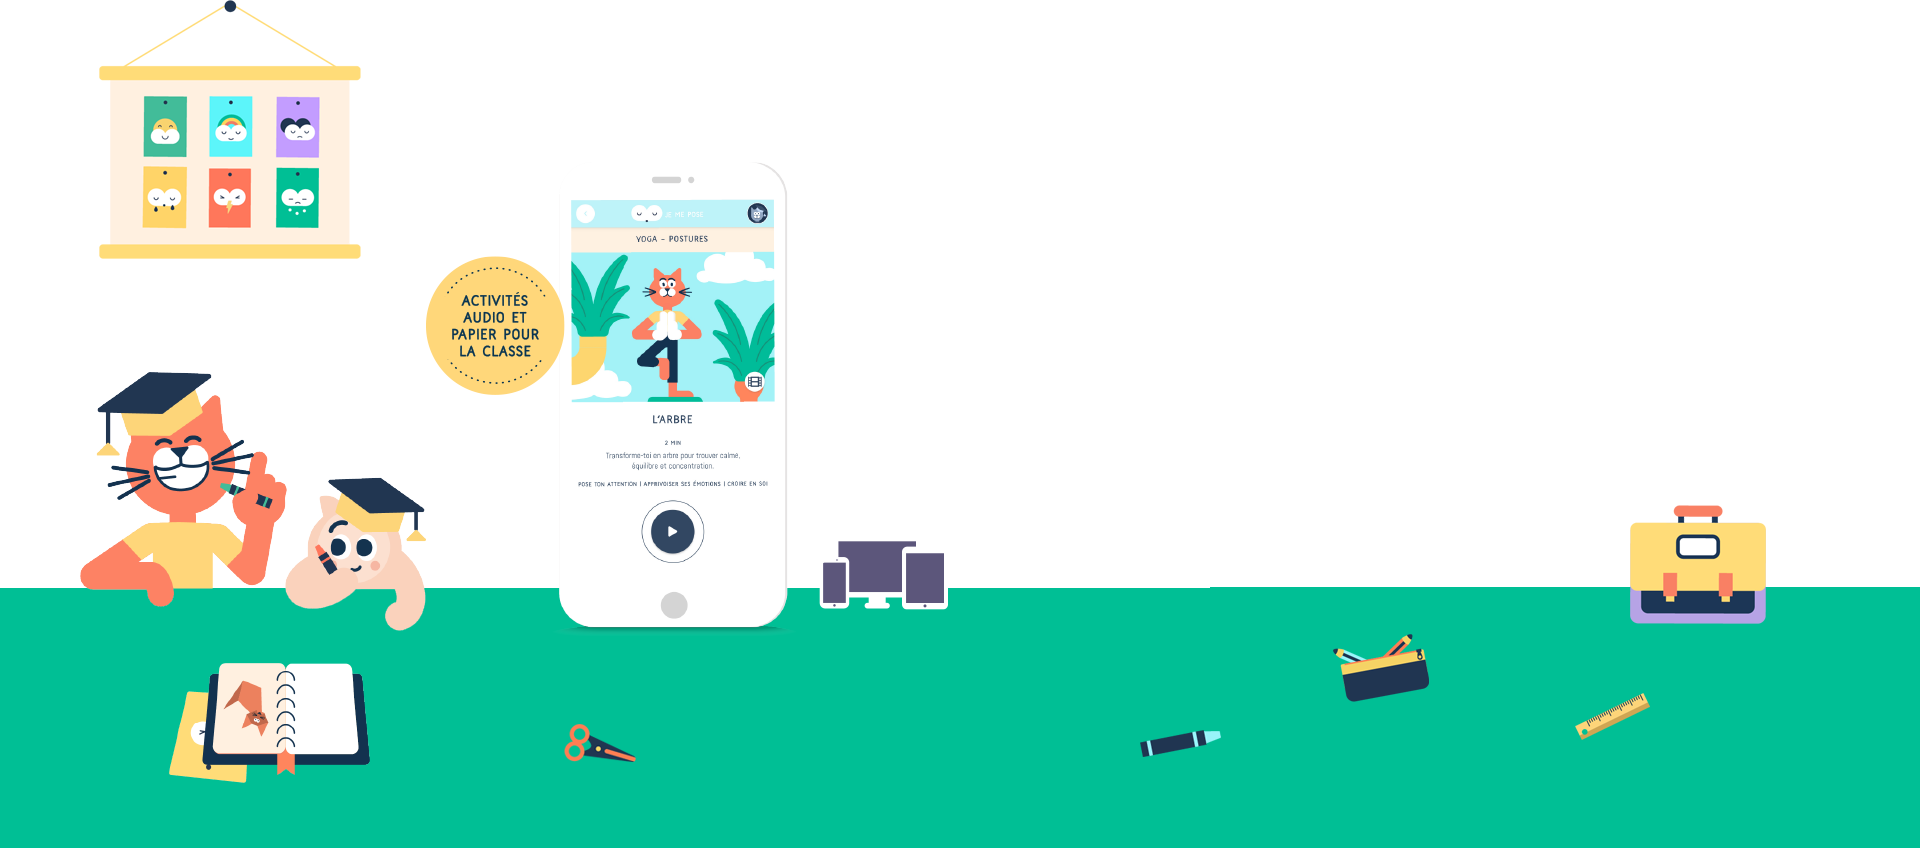 JE ME POSE
YOGA - POSTURES
ACTIVITÉS
AUDIO ET
PAPIER POUR
LA CLASSE
L'ARBRE
2 MIN
Transforme-toi en arbre pour trouver calme,
équilibre et concentration.
POSE TON ATTENTION | APPRIVOISER SES ÉMOTIONS | CROIRE EN SOI